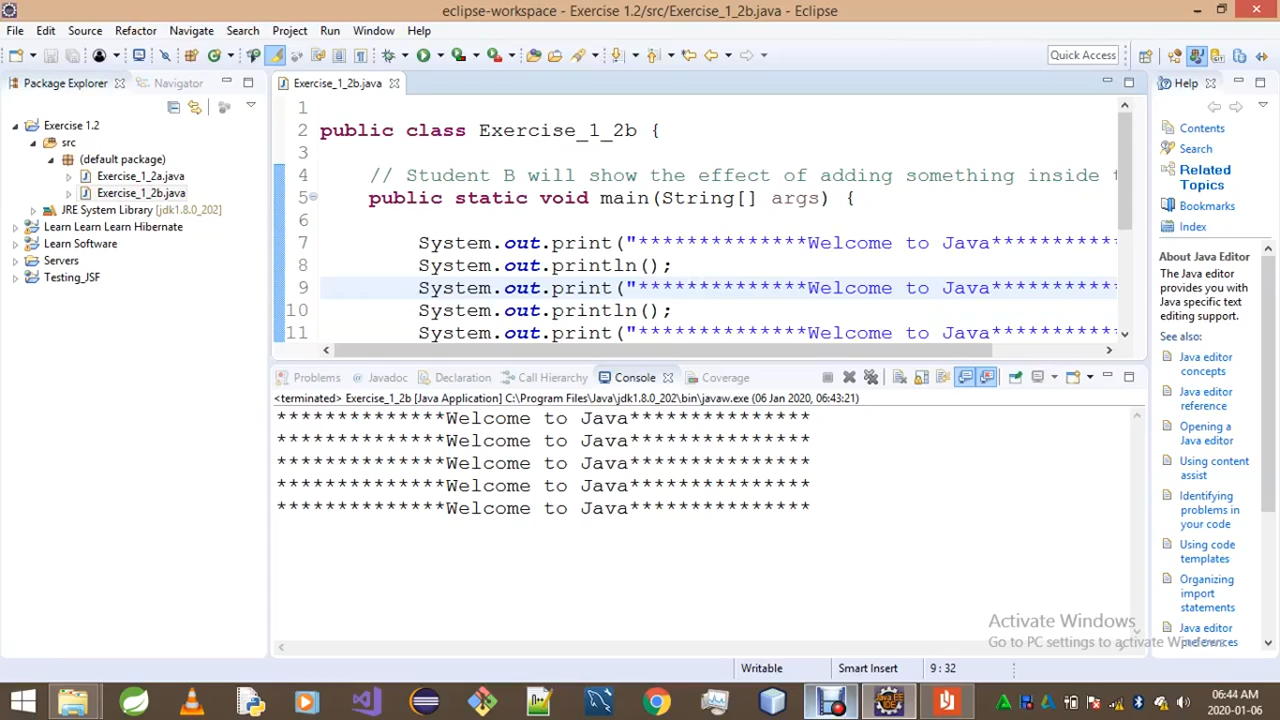 eclipse-workspace - Exercise 1.2/src/Exercise_1_2b.java - Eclipse
File Edit Source Refactor Navigate Search Project Run Window Help
Quick Access
Package Explorer Navigator
Exercise_1_2b.java
Help
Exercise 1.2
src
(default package)
Exercise_1_2a.java
Exercise_1_2b.java
JRE System Library [jdk1.8.0_202]
Learn Learn Learn Hibernate
Learn Software
Servers
Testing_JSF
1
2 public class Exercise_1_2b {
3
4 // Student B will show the effect of adding something inside
5 public static void main(String[] args) {
6
7 System.out.print("**************Welcome to Java***********
8 System.out.println();
9 System.out.print("**************Welcome to Java***********
10 System.out.println();
11 System.out.print("**************Welcome to Java***********
Contents
Search
Related
Topics
Bookmarks
Index
About Java Editor
The Java editor
provides you with
Java specific text
editing support.
See also:
Java editor
concepts
Java editor
reference
Opening a
Java editor
Using content
assist
Identifying
problems in
your code
Using code
templates
Organizing
import
statements
Java editor
preferences
Problems Javadoc Declaration Call Hierarchy Console Coverage
<terminated> Exercise_1_2b [Java Application] C:\Program Files\Java\jdk1.8.0_202\bin\javaw.exe (06 Jan 2020, 06:43:21)
**************Welcome to Java***************
**************Welcome to Java***************
**************Welcome to Java***************
**************Welcome to Java***************
**************Welcome to Java***************
Activate Windows
Go to PC settings to activate Windows.
Writable Smart Insert 9 : 32
06:44 AM
2020-01-06